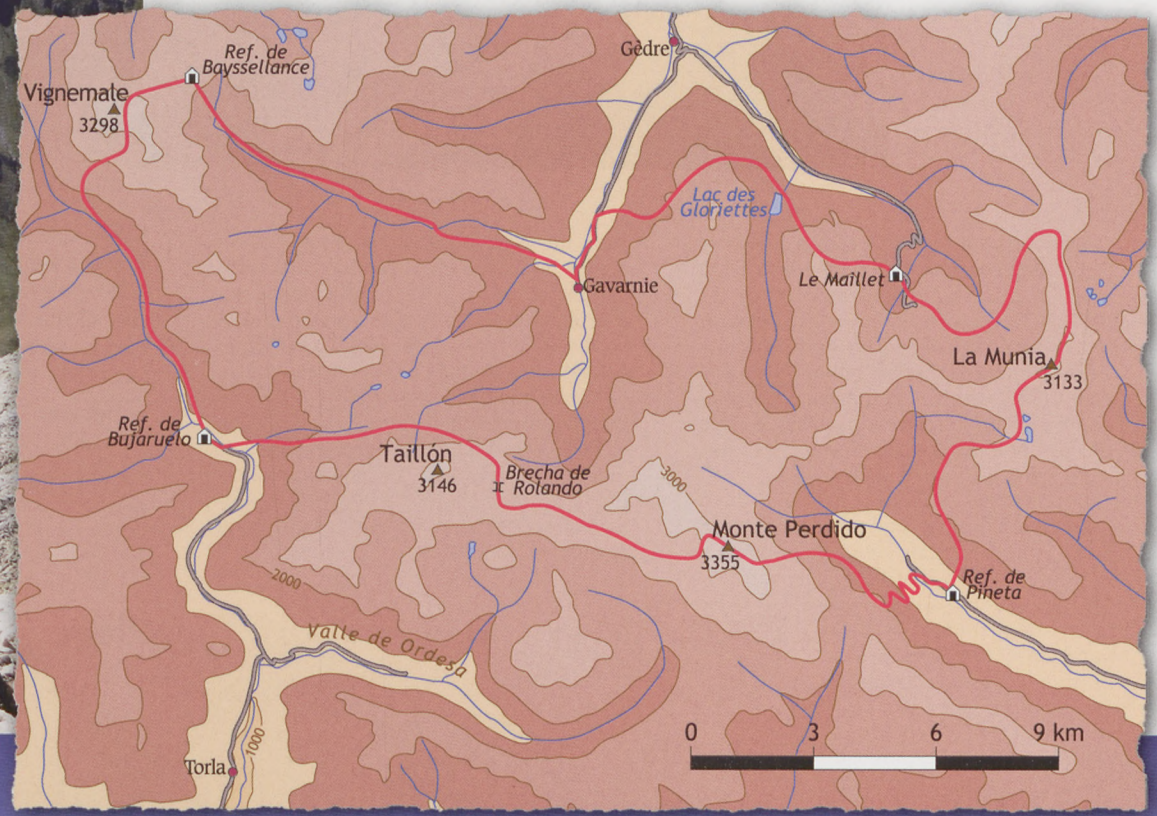 Gèdre
Ref. de
Bayssellance
Vignemale
3298
Lac des
Gloriettes
Le Maillet
Gavarnie
La Munia
3133
Ref. de
Bujaruelo
Taillón
3146
Brecha de
Rolando
3000
Monte Perdido
3355
Ref. de
Pineta
2000
Valle de Ordesa
1000
Torla
0 3 6 9 km